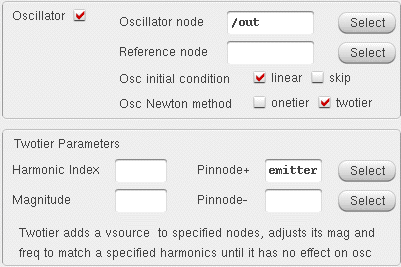 Oscillator Oscillator node /out Select
Reference node Select
Osc initial condition linear skip
Osc Newton method onetier twotier
Twotier Parameters
Harmonic Index Pinnode+ emitter Select
Magnitude Pinnode- Select
Twotier adds a vsource to specified nodes, adjusts its mag and
freq to match a specified harmonics until it has no effect on osc